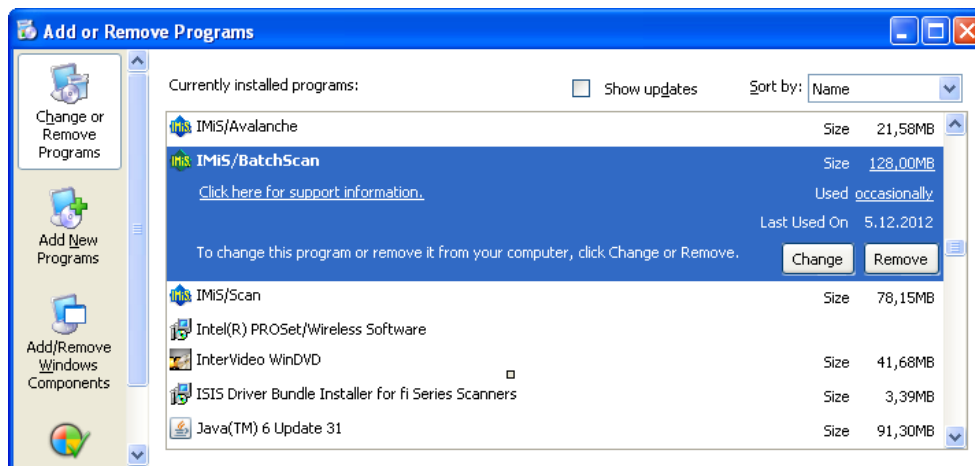 Add or Remove Programs
Change or
Remove
Programs
Add New
Programs
Add/Remove
Windows
Components
Currently installed programs:
Show updates
Sort by: Name
IMiS/Avalanche Size 21,58MB
IMiS/BatchScan Size 128,00MB
Click here for support information. Used occasionally
Last Used On 5.12.2012
To change this program or remove it from your computer, click Change or Remove. Change Remove
IMiS/Scan Size 78,15MB
Intel(R) PROSet/Wireless Software
InterVideo WinDVD Size 41,68MB
ISIS Driver Bundle Installer for fi Series Scanners Size 3,39MB
Java(TM) 6 Update 31 Size 91,30MB